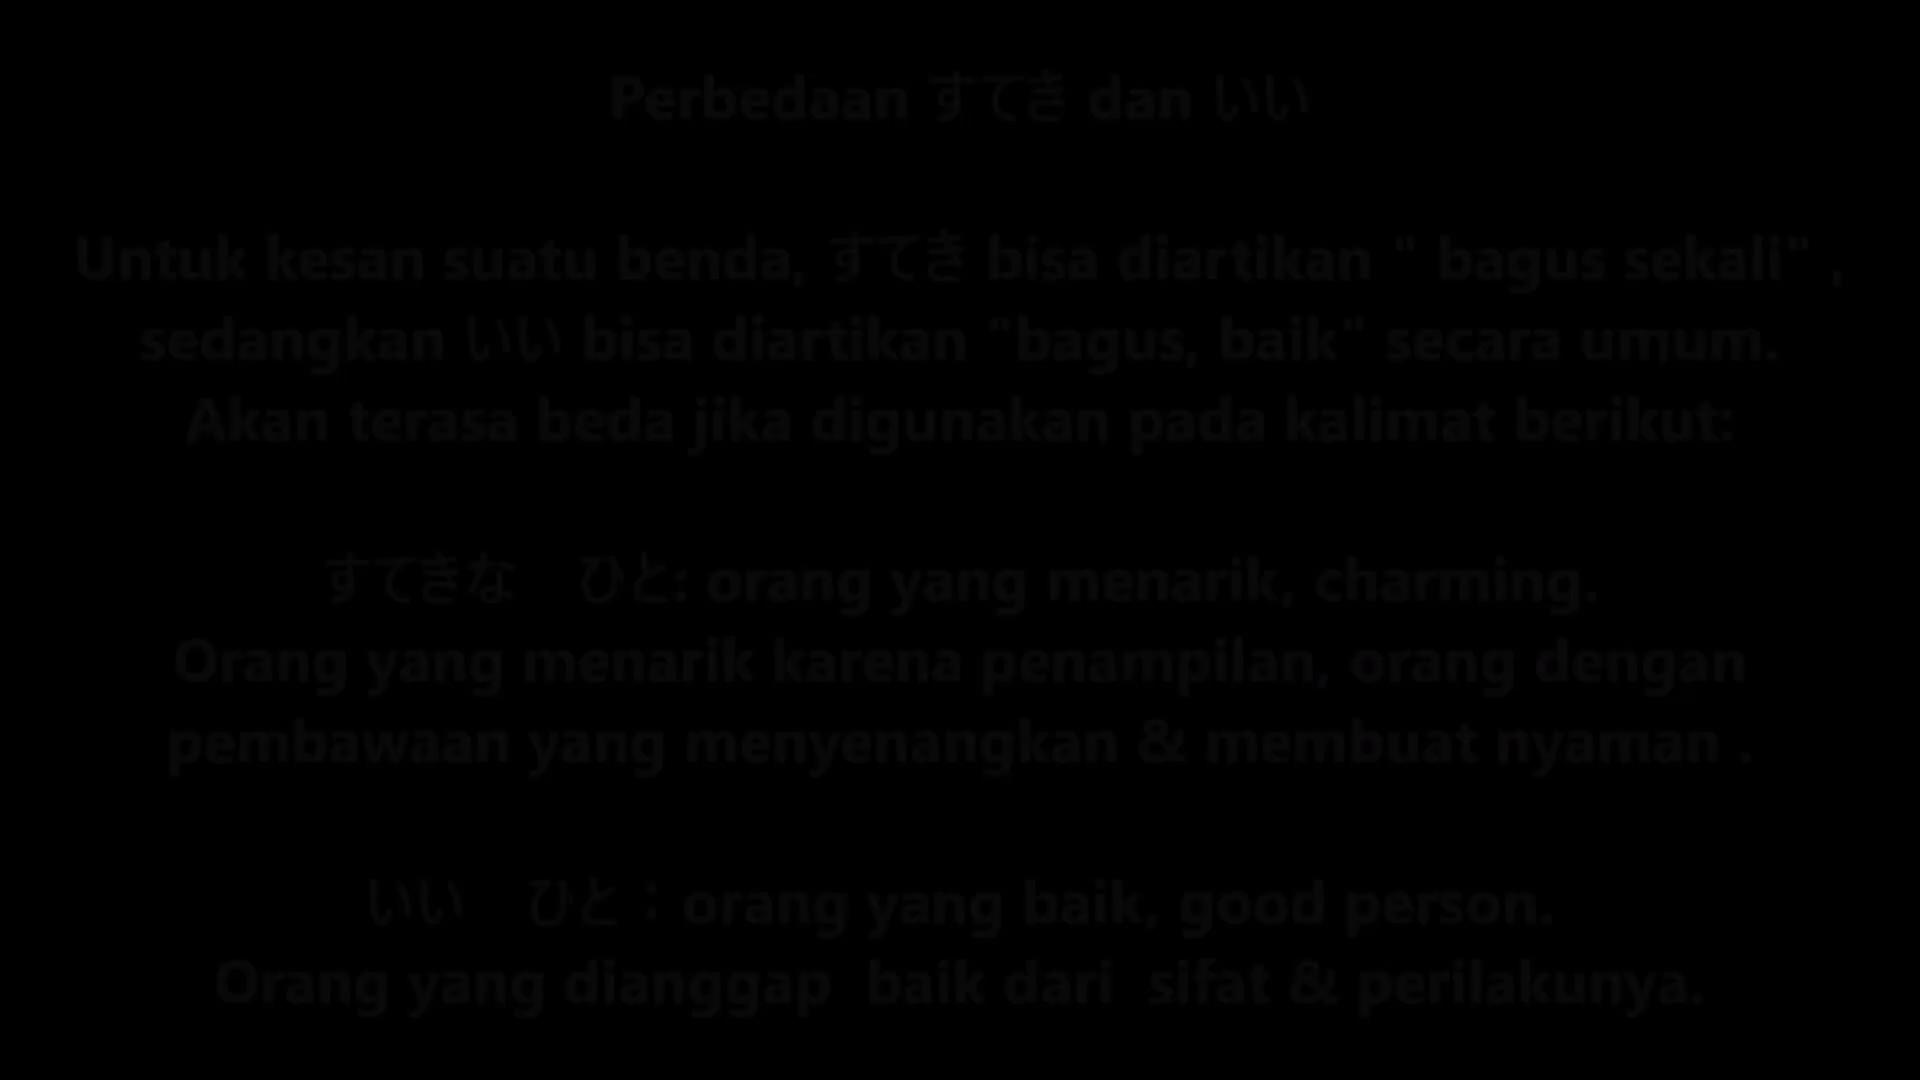 Perbedaan すてき dan いい
Untuk kesan suatu benda, すてき bisa diartikan " bagus sekali" ,
sedangkan いい bisa diartikan "bagus, baik" secara umum.
Akan terasa beda jika digunakan pada kalimat berikut:
すてきな　ひと: orang yang menarik, charming.
Orang yang menarik karena penampilan, orang dengan
pembawaan yang menyenangkan & membuat nyaman .
いい　ひと：orang yang baik, good person.
Orang yang dianggap  baik dari  sifat & perilakunya.